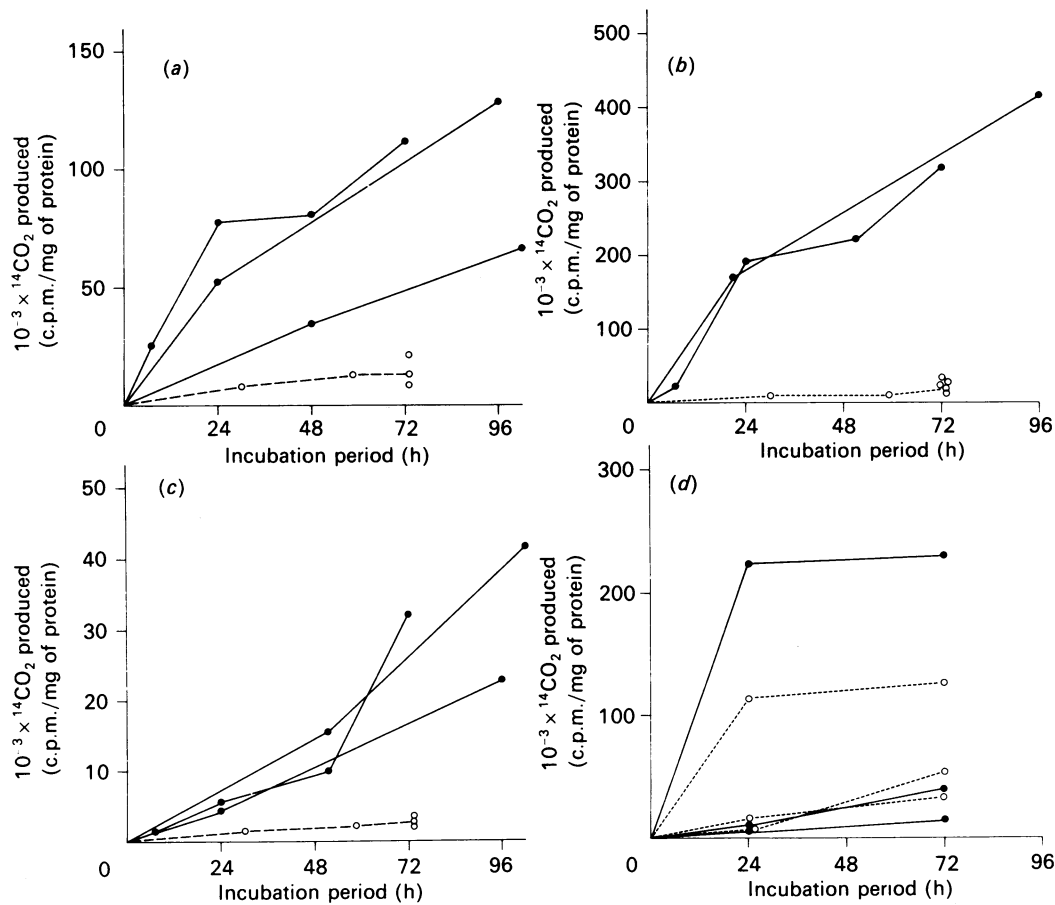 (a)
150
100
50
0
24 48 72 96
Incubation period (h)
10⁻³ × ¹⁴CO₂ produced
(c.p.m./mg of protein)
(b)
500
400
300
200
100
0
24 48 72 96
Incubation period (h)
10⁻³ × ¹⁴CO₂ produced
(c.p.m./mg of protein)
(c)
50
40
30
20
10
0
24 48 72 96
Incubation period (h)
10⁻³ × ¹⁴CO₂ produced
(c.p.m./mg of protein)
(d)
300
200
100
0
24 48 72 96
Incubation period (h)
10⁻³ × ¹⁴CO₂ produced
(c.p.m./mg of protein)